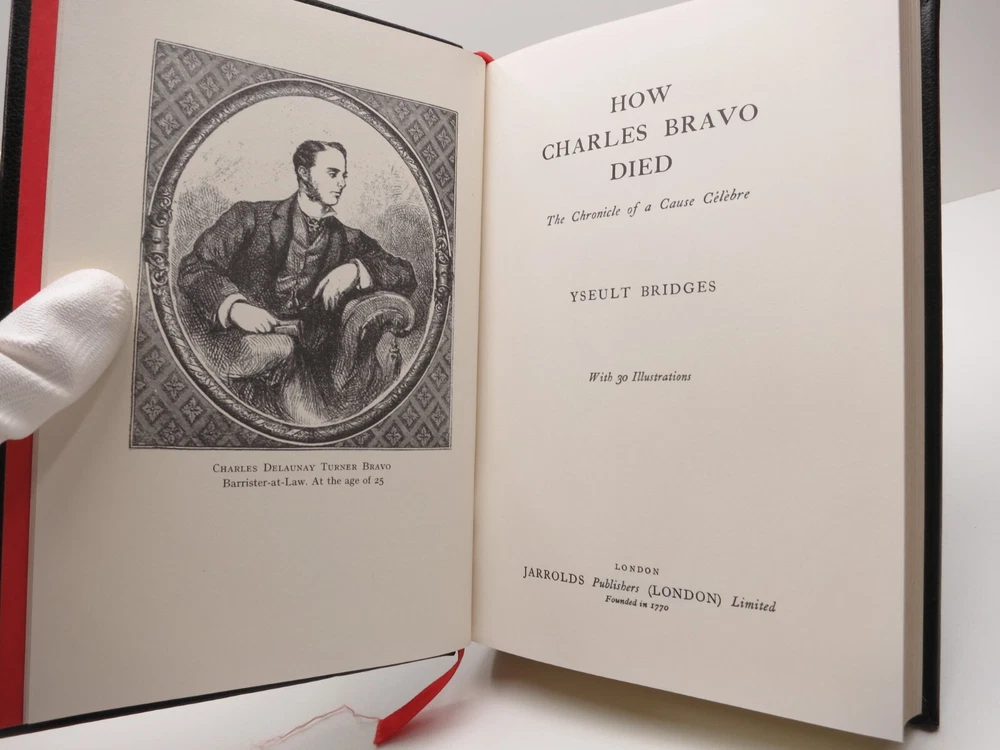 CHARLES DELAUNAY TURNER BRAVO
Barrister-at-Law. At the age of 25
HOW
CHARLES BRAVO
DIED
The Chronicle of a Cause Célèbre
YSEULT BRIDGES
With 30 Illustrations
LONDON
JARROLDS Publishers (LONDON) Limited
Founded in 1770